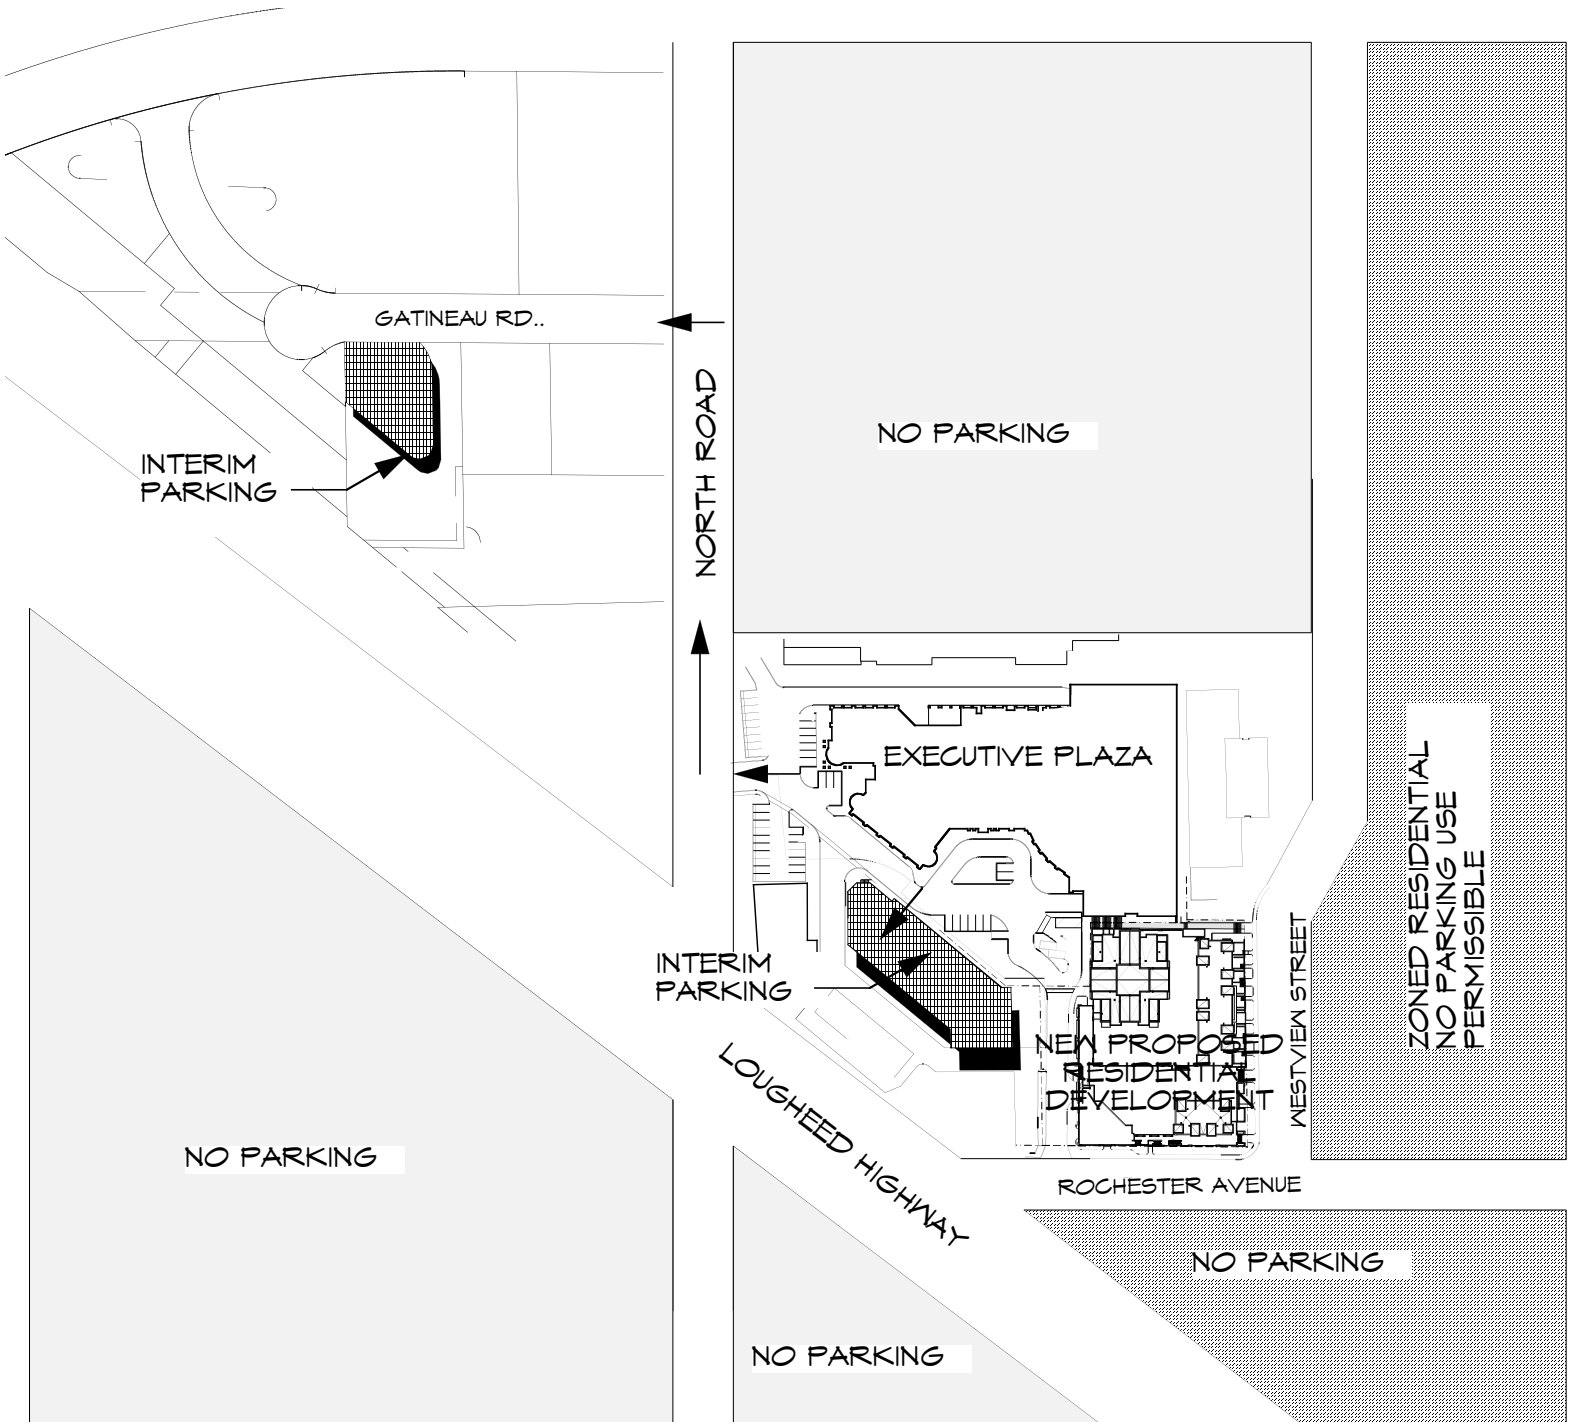 GATINEAU RD..
NORTH ROAD
NO PARKING
INTERIM
PARKING
EXECUTIVE PLAZA
ZONED RESIDENTIAL
NO PARKING USE
PERMISSIBLE
INTERIM
PARKING
WESTVIEW STREET
NEW PROPOSED
RESIDENTIAL
DEVELOPMENT
LOUGHEED HIGHWAY
NO PARKING
ROCHESTER AVENUE
NO PARKING
NO PARKING